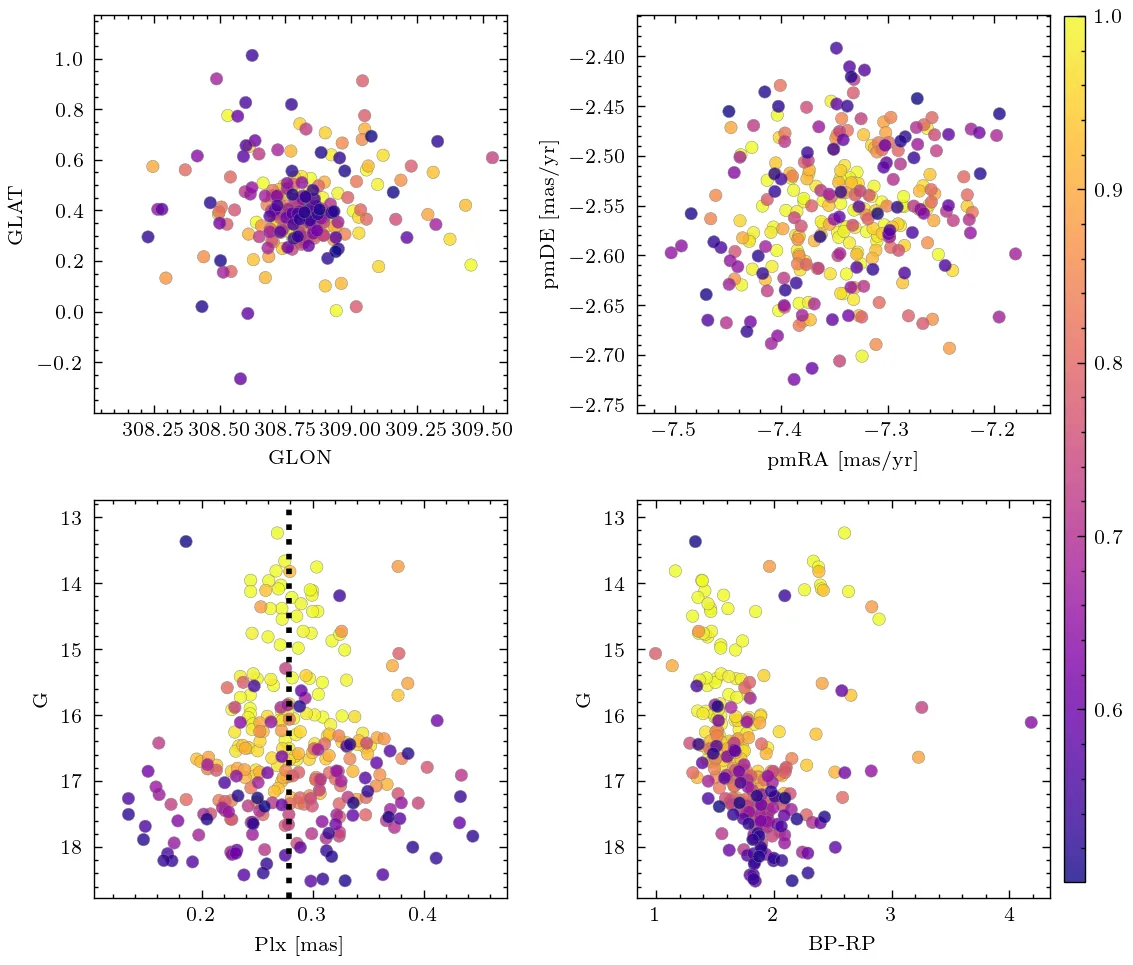 1.0
0.8
0.6
0.4
0.2
0.0
−0.2
GLAT
308.25 308.50 308.75 309.00 309.25 309.50
GLON
−2.40
−2.45
−2.50
−2.55
−2.60
−2.65
−2.70
−2.75
pmDE [mas/yr]
−7.5 −7.4 −7.3 −7.2
pmRA [mas/yr]
1.0
0.9
0.8
0.7
0.6
13
14
15
16
17
18
G
0.2 0.3 0.4
Plx [mas]
13
14
15
16
17
18
G
1 2 3 4
BP-RP